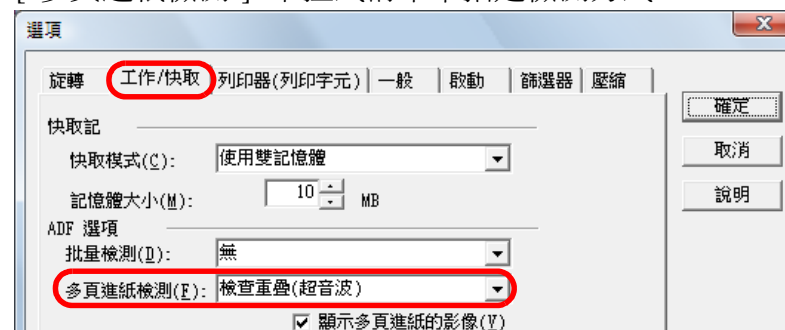 選項
旋轉 工作/快取 列印器(列印字元) 一般 啟動 篩選器 壓縮
確定
快取記
快取模式(C): 使用雙記憶體
取消
記憶體大小(M): 10 MB
說明
ADF 選項
批量檢測(D): 無
多頁進紙檢測(F): 檢查重疊(超音波)
顯示多頁進紙的影像(Y)